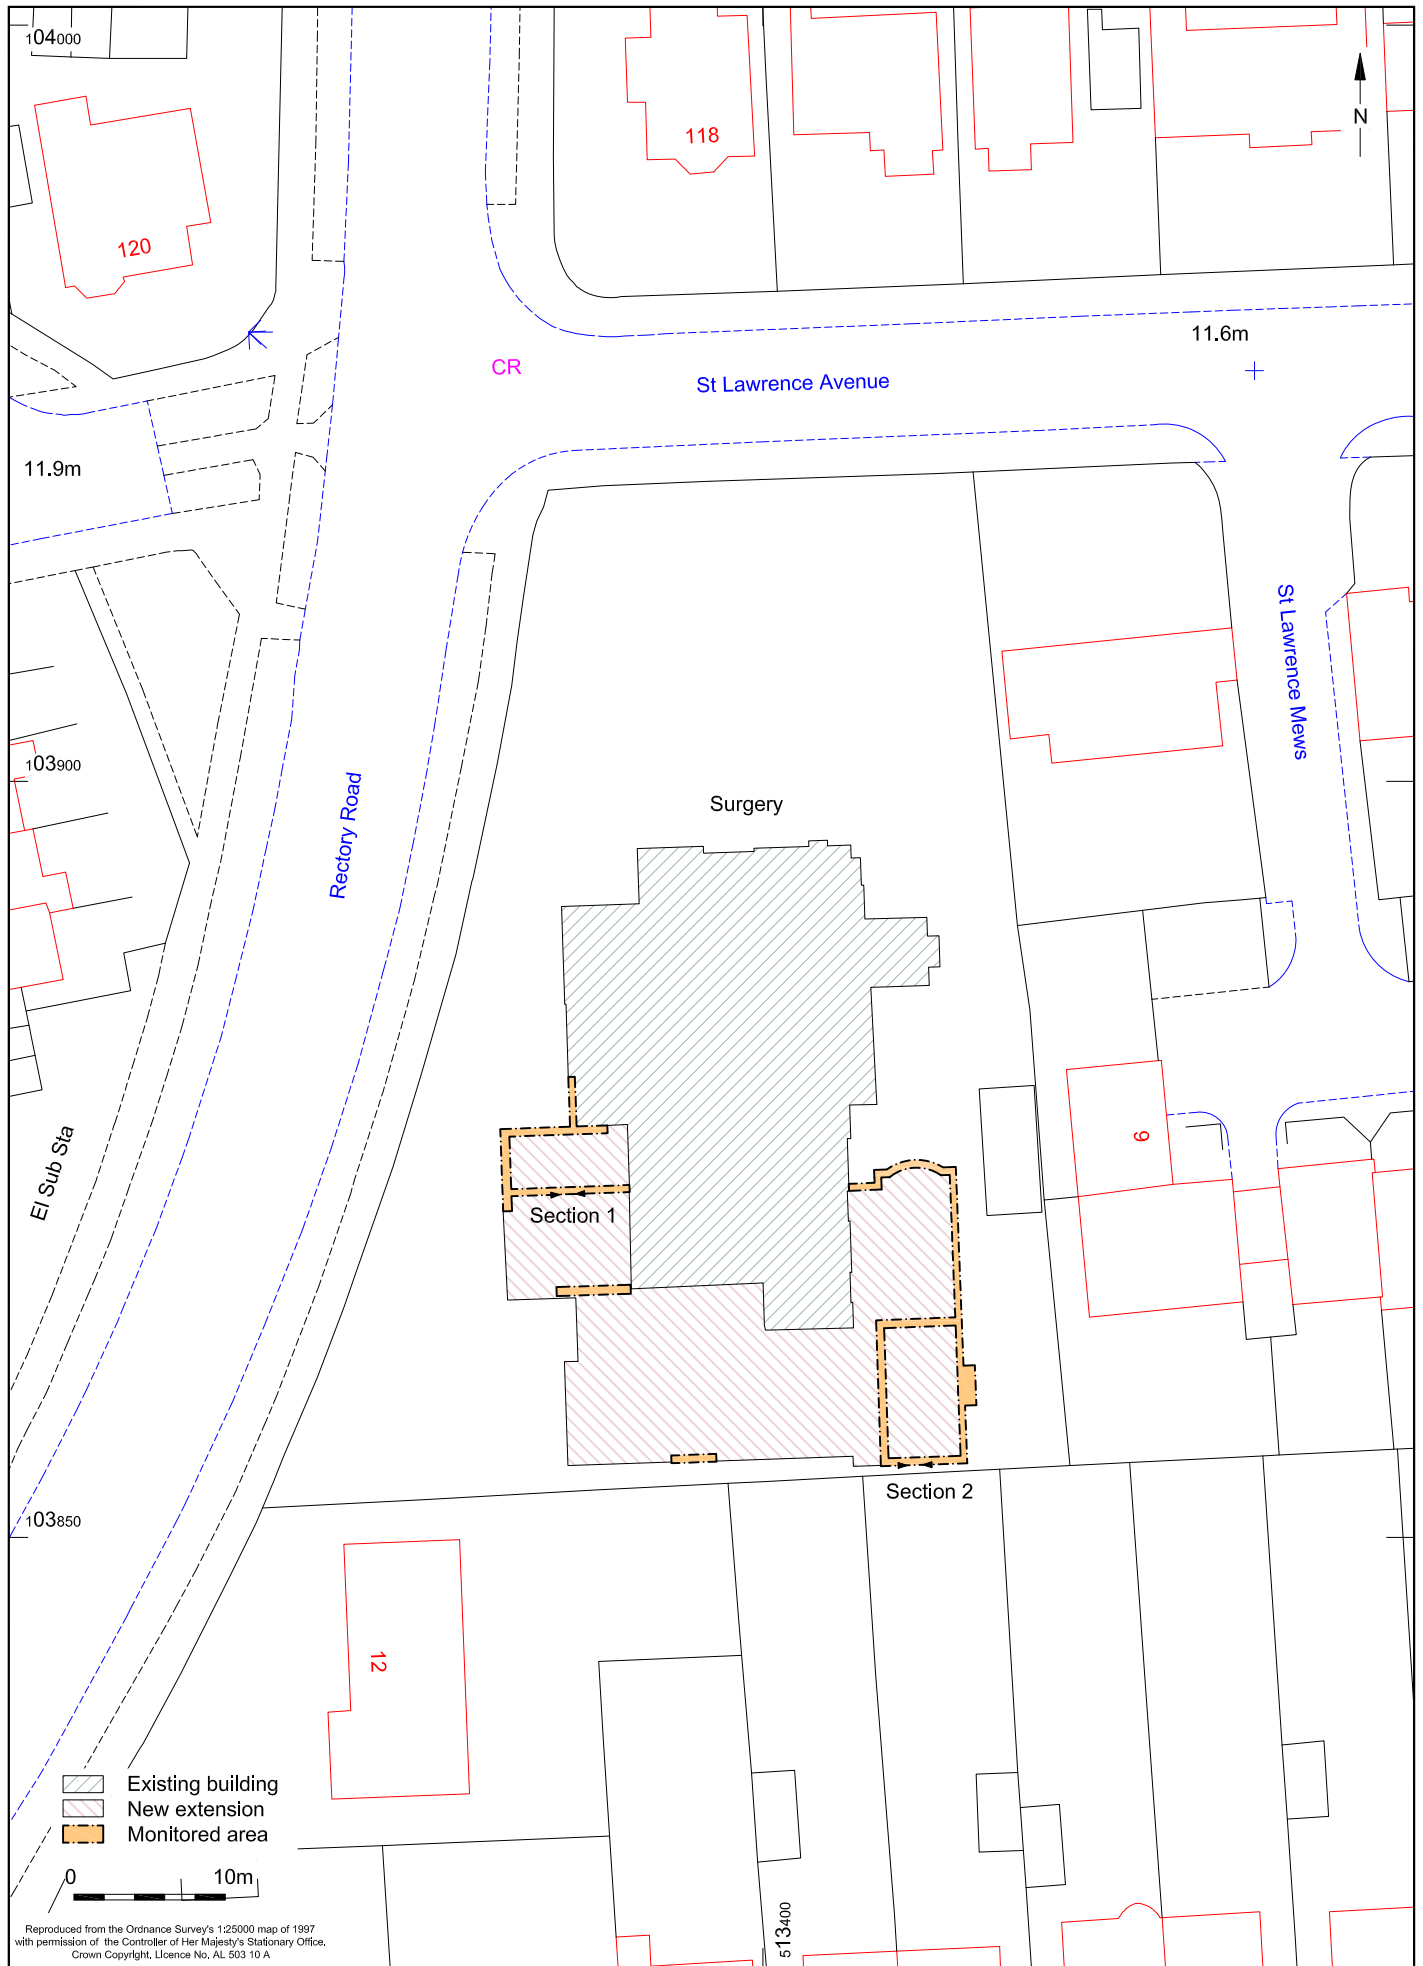 104000
N
118
120
11.6m
CR
St Lawrence Avenue
11.9m
St Lawrence Mews
103900
Rectory Road
Surgery
9
El Sub Sta
Section 1
Section 2
103850
12
Existing building
New extension
Monitored area
0 10m
513400
Reproduced from the Ordnance Survey's 1:25000 map of 1997
with permission of the Controller of Her Majesty's Stationary Office.
Crown Copyright, Licence No. AL 503 10 A